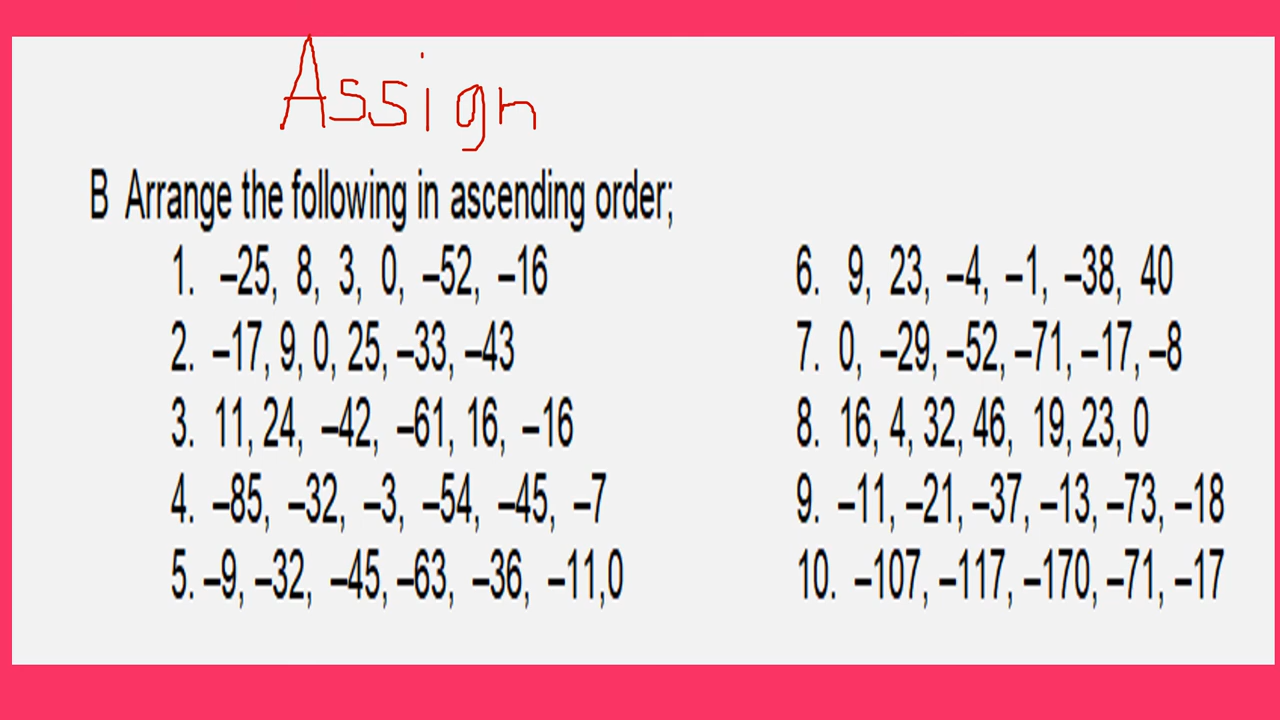 Assign
B Arrange the following in ascending order;
1. –25, 8, 3, 0, –52, –16
2. –17, 9, 0, 25, –33, –43
3. 11, 24, –42, –61, 16, –16
4. –85, –32, –3, –54, –45, –7
5. –9, –32, –45, –63, –36, –11,0
6. 9, 23, –4, –1, –38, 40
7. 0, –29, –52, –71, –17, –8
8. 16, 4, 32, 46, 19, 23, 0
9. –11, –21, –37, –13, –73, –18
10. –107, –117, –170, –71, –17